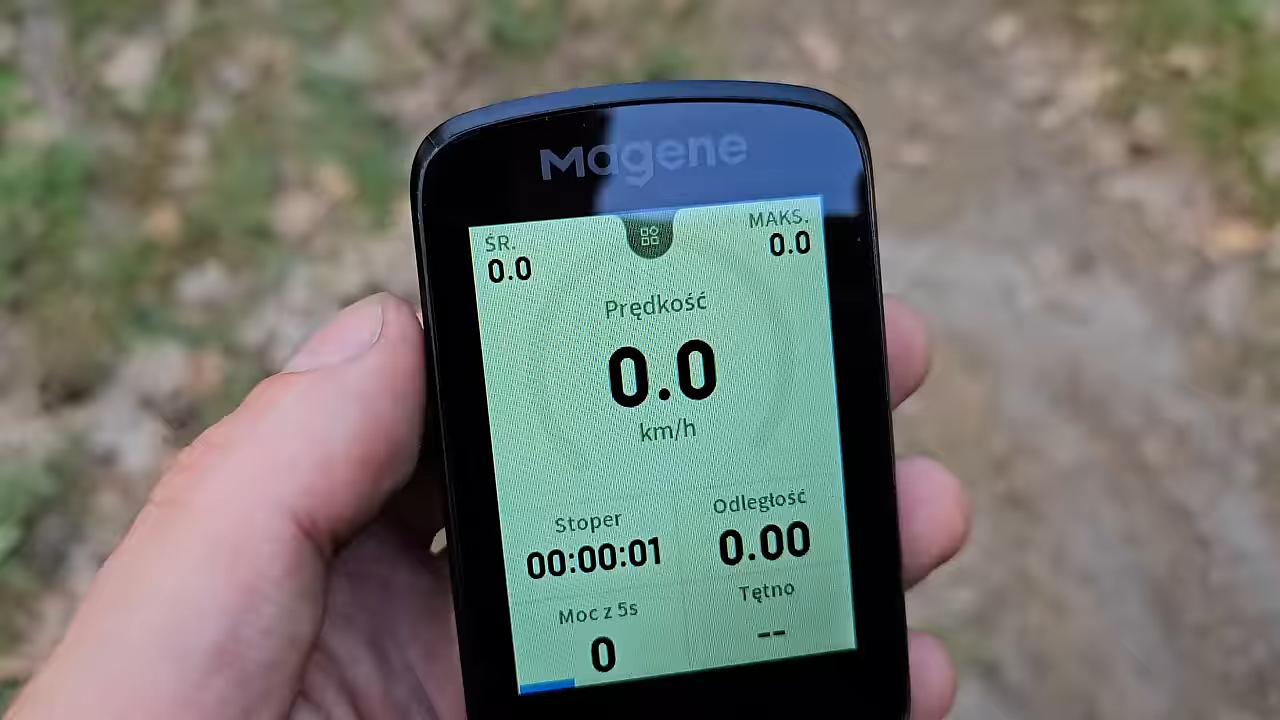 Magene
ŚR.
0.0
MAKS.
0.0
Prędkość
0.0
km/h
Stoper
00:00:01
Odległość
0.00
Moc z 5s
0
Tętno
--